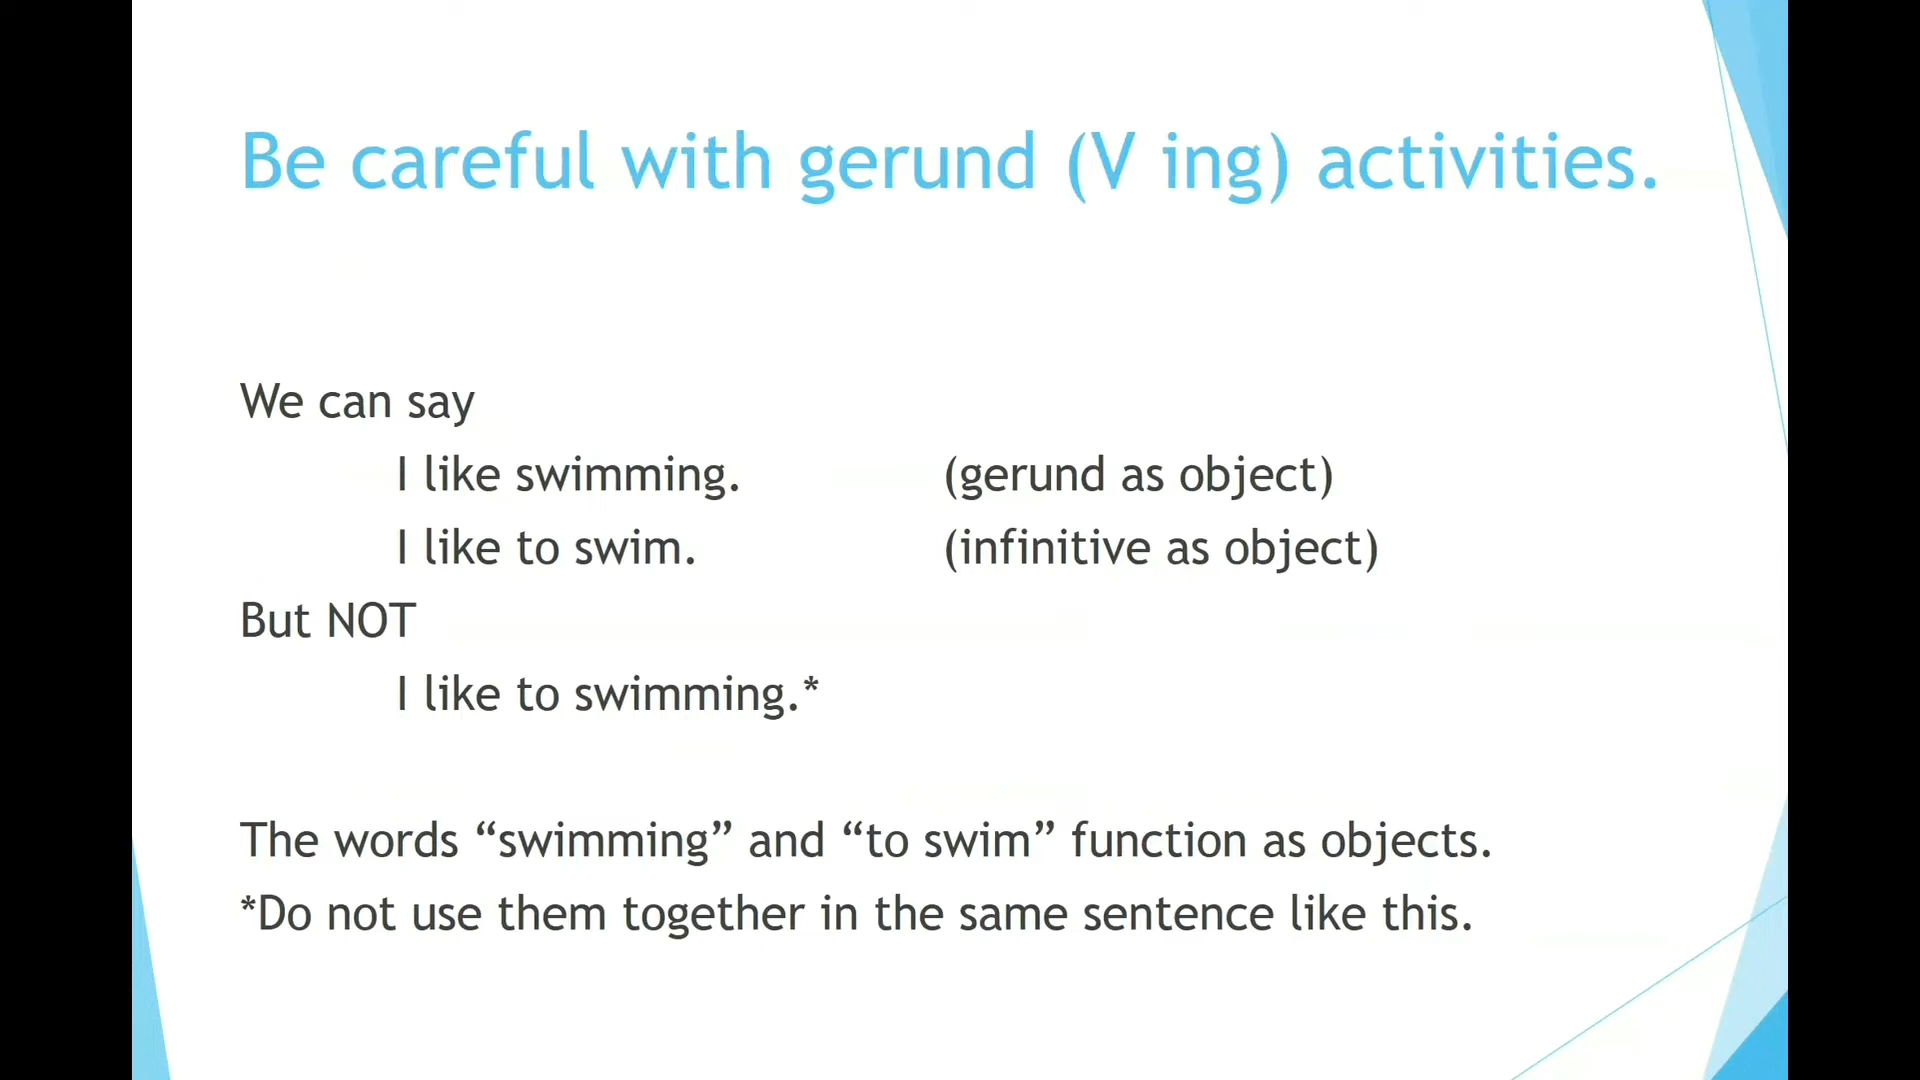 Be careful with gerund (V ing) activities.
We can say
I like swimming. (gerund as object)
I like to swim. (infinitive as object)
But NOT
I like to swimming.*
The words “swimming” and “to swim” function as objects.
*Do not use them together in the same sentence like this.